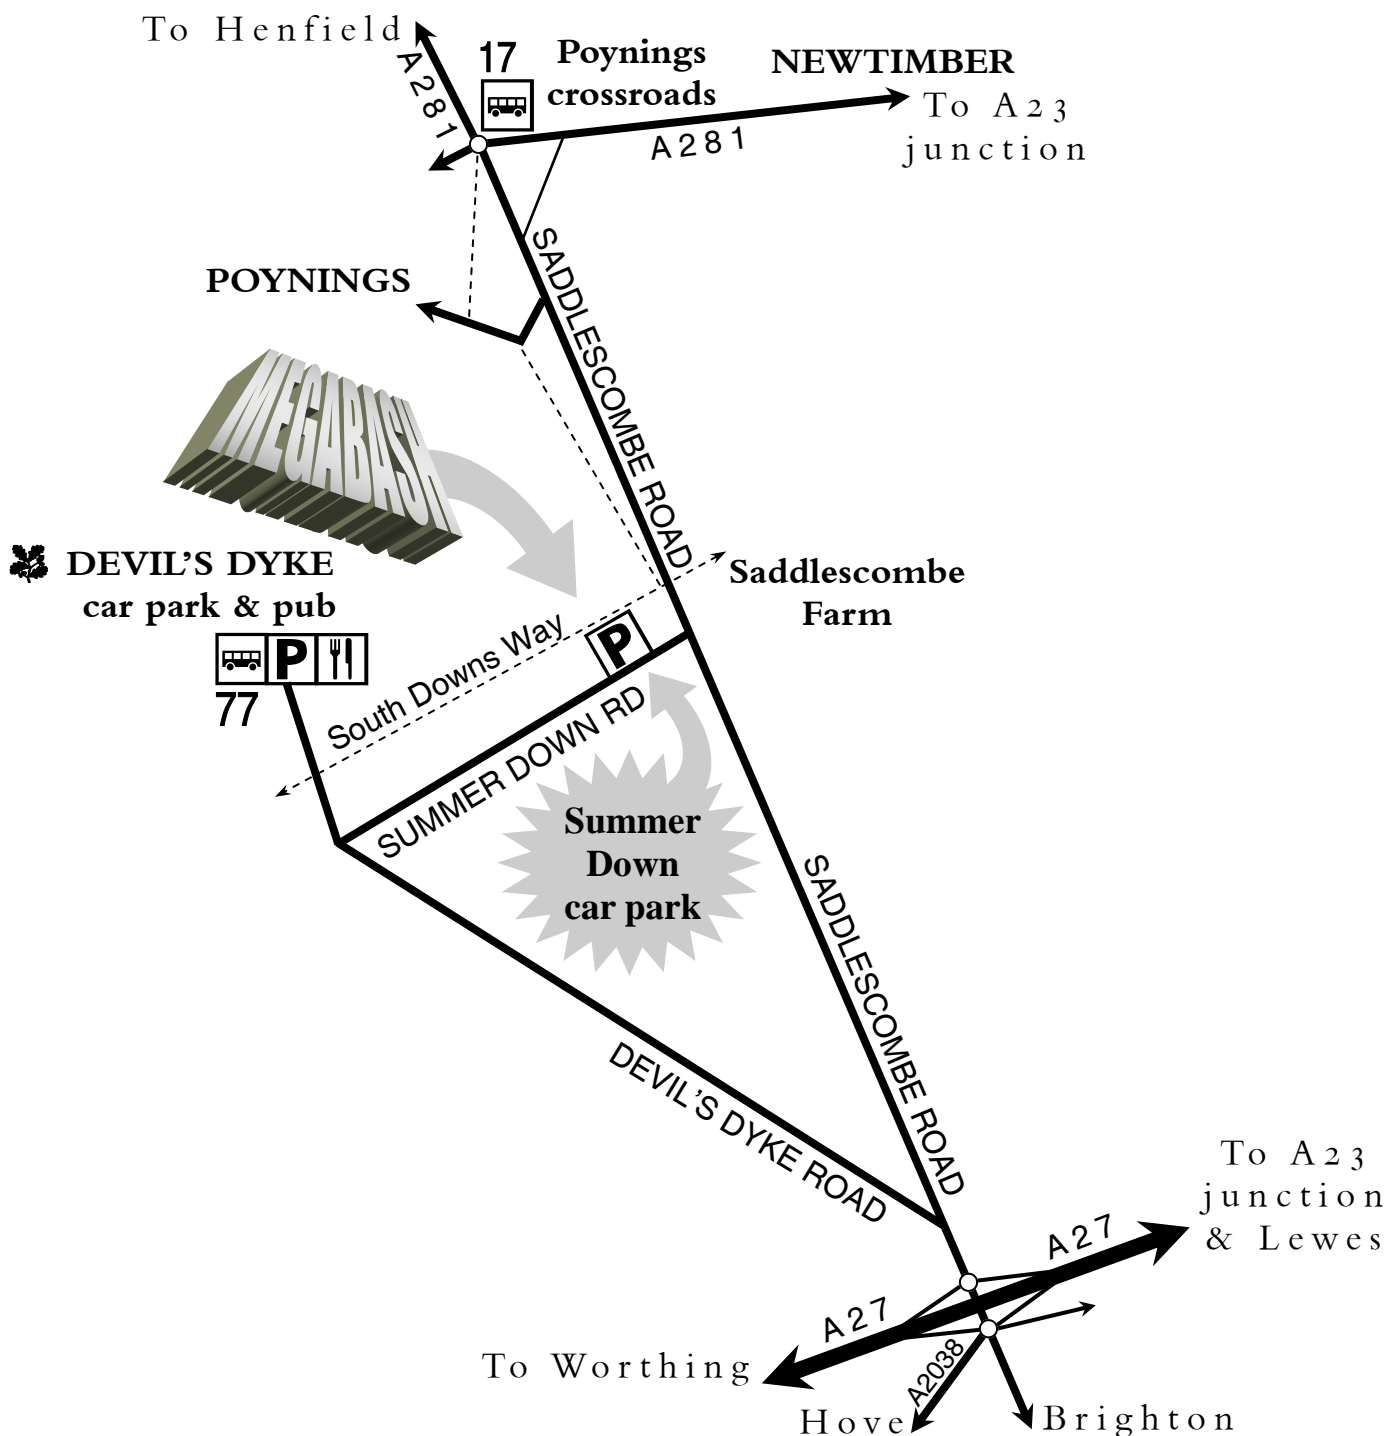 To Henfield
A281
17
Poynings
crossroads
NEWTIMBER
To A23
junction
A281
POYNINGS
SADDLESCOMBE ROAD
MEGABASH
DEVIL'S DYKE
car park & pub
P
77
South Downs Way
P
Saddlescombe
Farm
SUMMER DOWN RD
Summer
Down
car park
SADDLESCOMBE ROAD
DEVIL'S DYKE ROAD
To A23
junction
& Lewes
A27
A27
To Worthing
A2038
Hove
Brighton